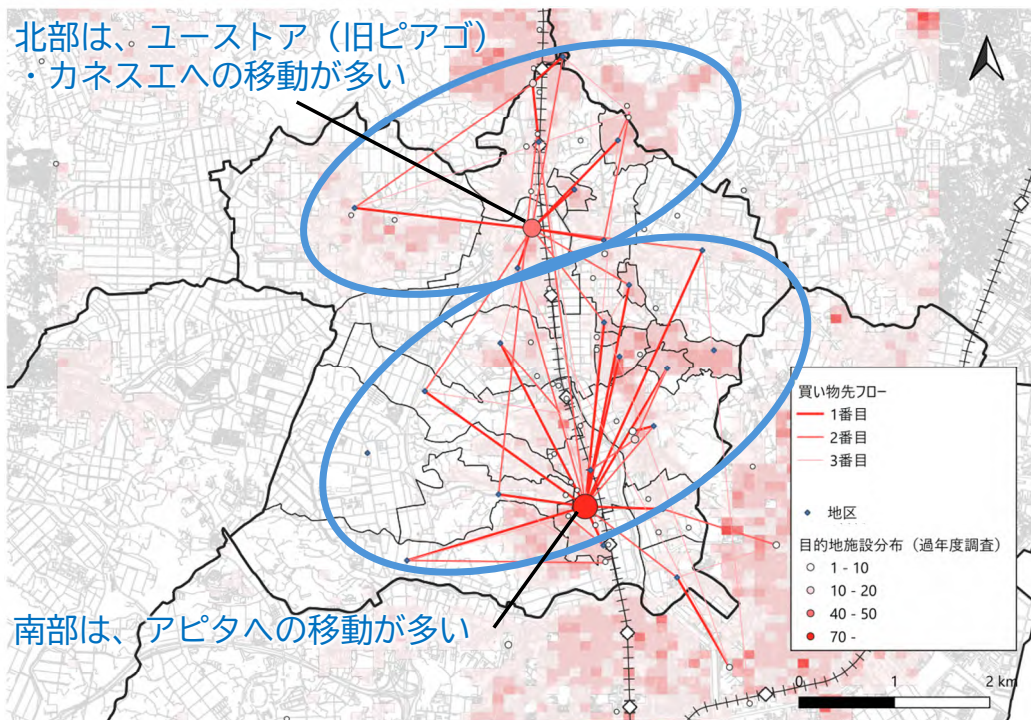 北部は、ユーストア（旧ピアゴ）
・カネスエへの移動が多い
買い物先フロー
1番目
2番目
3番目
地区
目的地施設分布（過年度調査）
1 - 10
10 - 20
40 - 50
70 -
南部は、アピタへの移動が多い
0 1 2 km